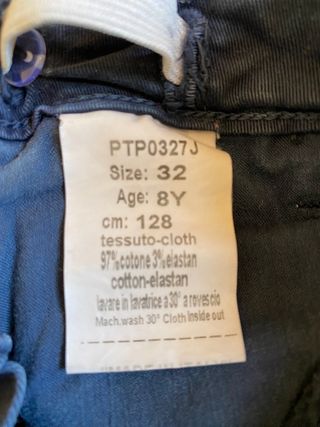 PTP0327J
Size: 32
Age: 8Y
cm: 128
tessuto-cloth
97%cotone 3%elastan
cotton-elastan
lavare in lavatrice a 30° a rovescio
Mach.wash 30° Cloth Inside out